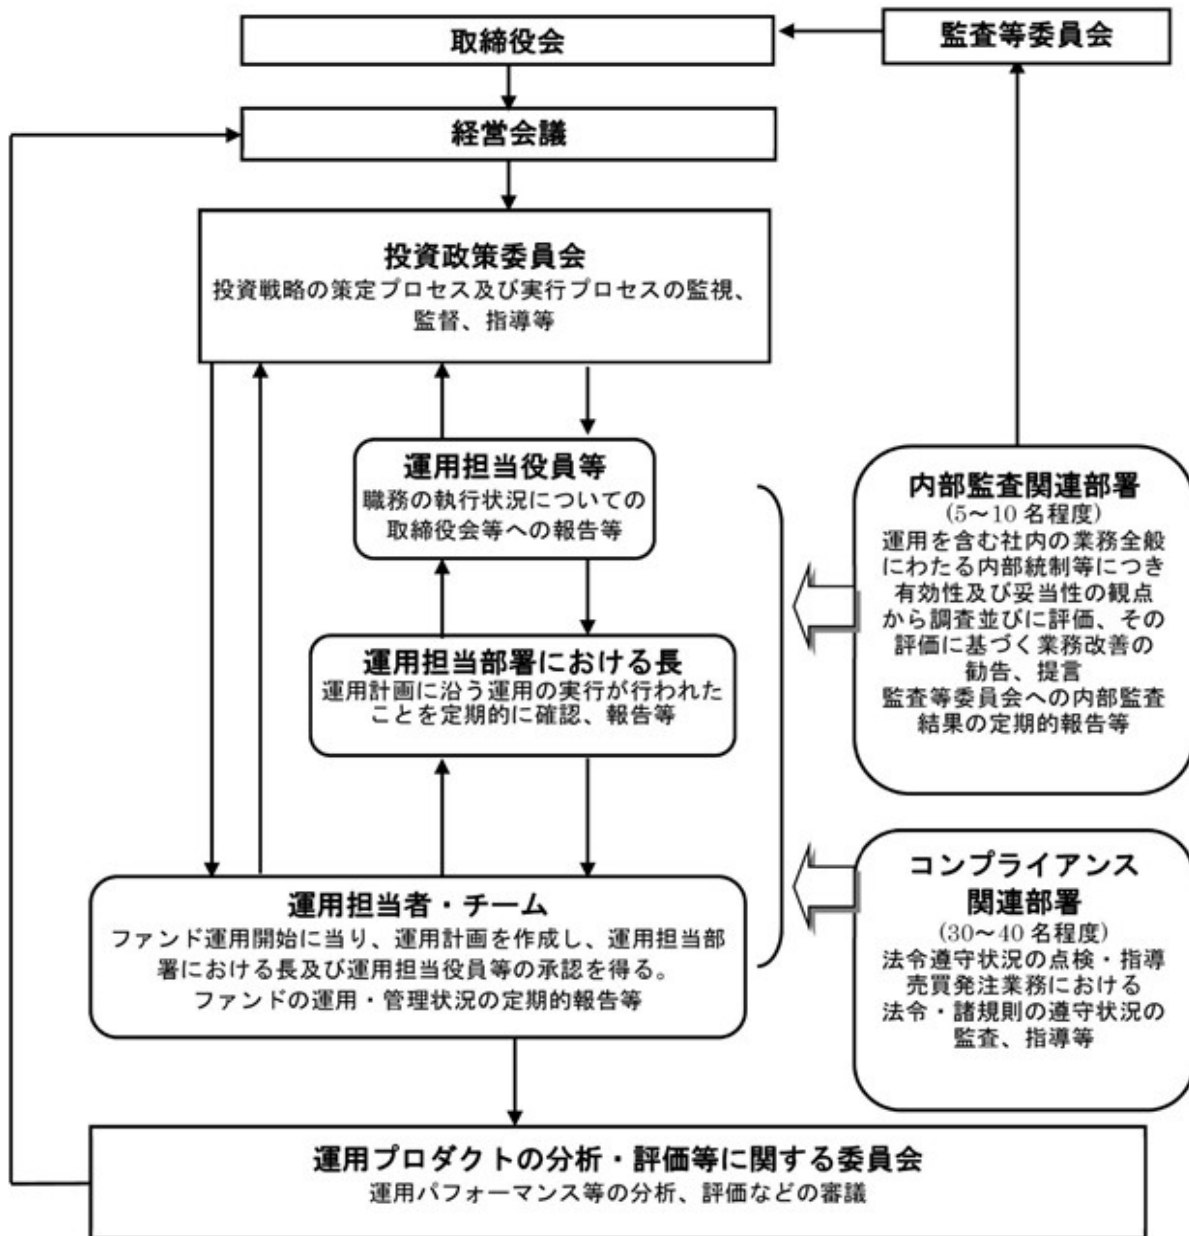 取締役会
監査等委員会
経営会議
投資政策委員会
投資戦略の策定プロセス及び実行プロセスの監視、
監督、指導等
運用担当役員等
職務の執行状況についての
取締役会等への報告等
運用担当部署における長
運用計画に沿う運用の実行が行われた
ことを定期的に確認、報告等
運用担当者・チーム
ファンド運用開始に当り、運用計画を作成し、運用担当部
署における長及び運用担当役員等の承認を得る。
ファンドの運用・管理状況の定期的報告等
内部監査関連部署
(5～10 名程度)
運用を含む社内の業務全般
にわたる内部統制等につき
有効性及び妥当性の観点
から調査並びに評価、その
評価に基づく業務改善の
勧告、提言
監査等委員会への内部監査
結果の定期的報告等
コンプライアンス
関連部署
(30～40 名程度)
法令遵守状況の点検・指導
売買発注業務における
法令・諸規則の遵守状況の
監査、指導等
運用プロダクトの分析・評価等に関する委員会
運用パフォーマンス等の分析、評価などの審議